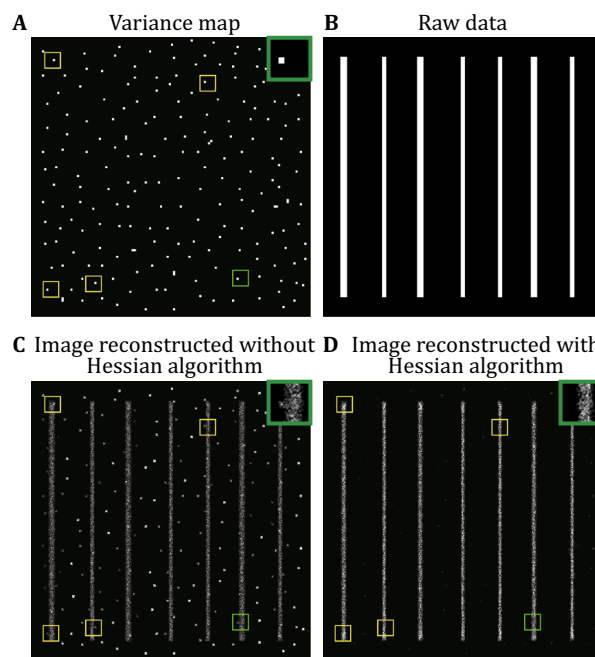 A Variance map
B Raw data
C Image reconstructed without
Hessian algorithm
D Image reconstructed with
Hessian algorithm